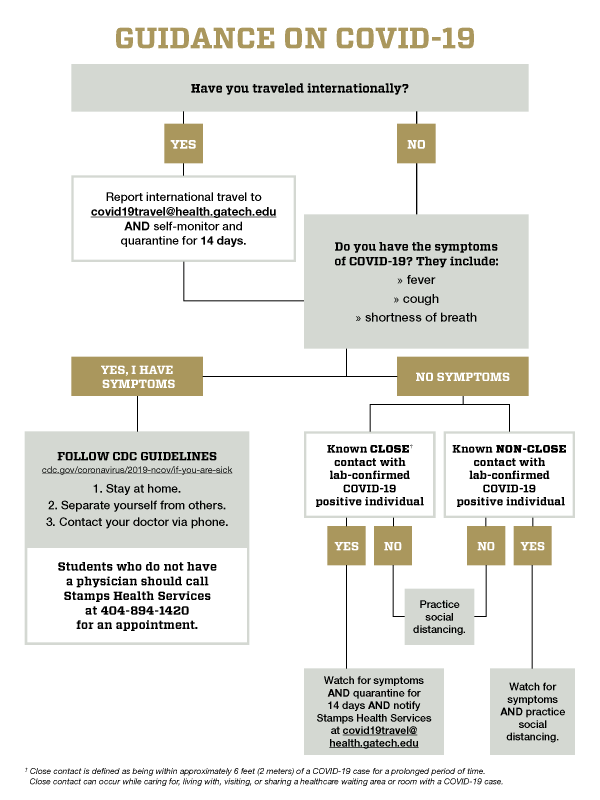 GUIDANCE ON COVID-19
Have you traveled internationally?
YES
NO
Report international travel to
covid19travel@health.gatech.edu
AND self-monitor and
quarantine for 14 days.
Do you have the symptoms
of COVID-19? They include:
» fever
» cough
» shortness of breath
YES, I HAVE
SYMPTOMS
NO SYMPTOMS
FOLLOW CDC GUIDELINES
cdc.gov/coronavirus/2019-ncov/if-you-are-sick
1. Stay at home.
2. Separate yourself from others.
3. Contact your doctor via phone.
Students who do not have
a physician should call
Stamps Health Services
at 404-894-1420
for an appointment.
Known CLOSE†
contact with
lab-confirmed
COVID-19
positive individual
Known NON-CLOSE
contact with
lab-confirmed
COVID-19
positive individual
YES
NO
NO
YES
Practice
social
distancing.
Watch for symptoms
AND quarantine for
14 days AND notify
Stamps Health Services
at covid19travel@
health.gatech.edu
Watch for
symptoms
AND practice
social
distancing.
† Close contact is defined as being within approximately 6 feet (2 meters) of a COVID-19 case for a prolonged period of time.
Close contact can occur while caring for, living with, visiting, or sharing a healthcare waiting area or room with a COVID-19 case.